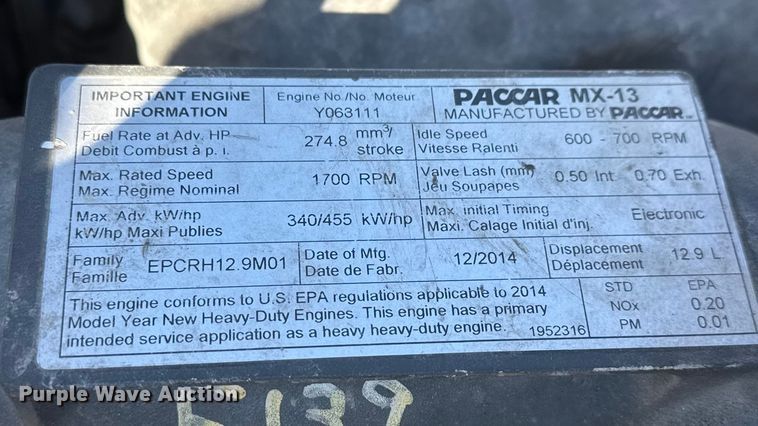 IMPORTANT ENGINE INFORMATION
Engine No./No. Moteur
Y063111
PACCAR MX-13
MANUFACTURED BY PACCAR
Fuel Rate at Adv. HP
Debit Combust à p. ı.
274.8 mm³/stroke
Idle Speed
Vitesse Ralenti
600 - 700 RPM
Max. Rated Speed
Max. Regime Nominal
1700 RPM
Valve Lash (mm)
Jeu Soupapes
0.50 Int. 0.70 Exh.
Max. Adv. kW/hp
kW/hp Maxi Publies
340/455 kW/hp
Max. initial Timing
Maxi. Calage Initial d'inj.
Electronic
Family
Famille
EPCRH12.9M01
Date of Mfg.
Date de Fabr.
12/2014
Displacement
Déplacement
12.9 L
This engine conforms to U.S. EPA regulations applicable to 2014
Model Year New Heavy-Duty Engines. This engine has a primary
intended service application as a heavy heavy-duty engine.
1952316
STD EPA
NOx 0.20
PM 0.01
Purple Wave Auction
139